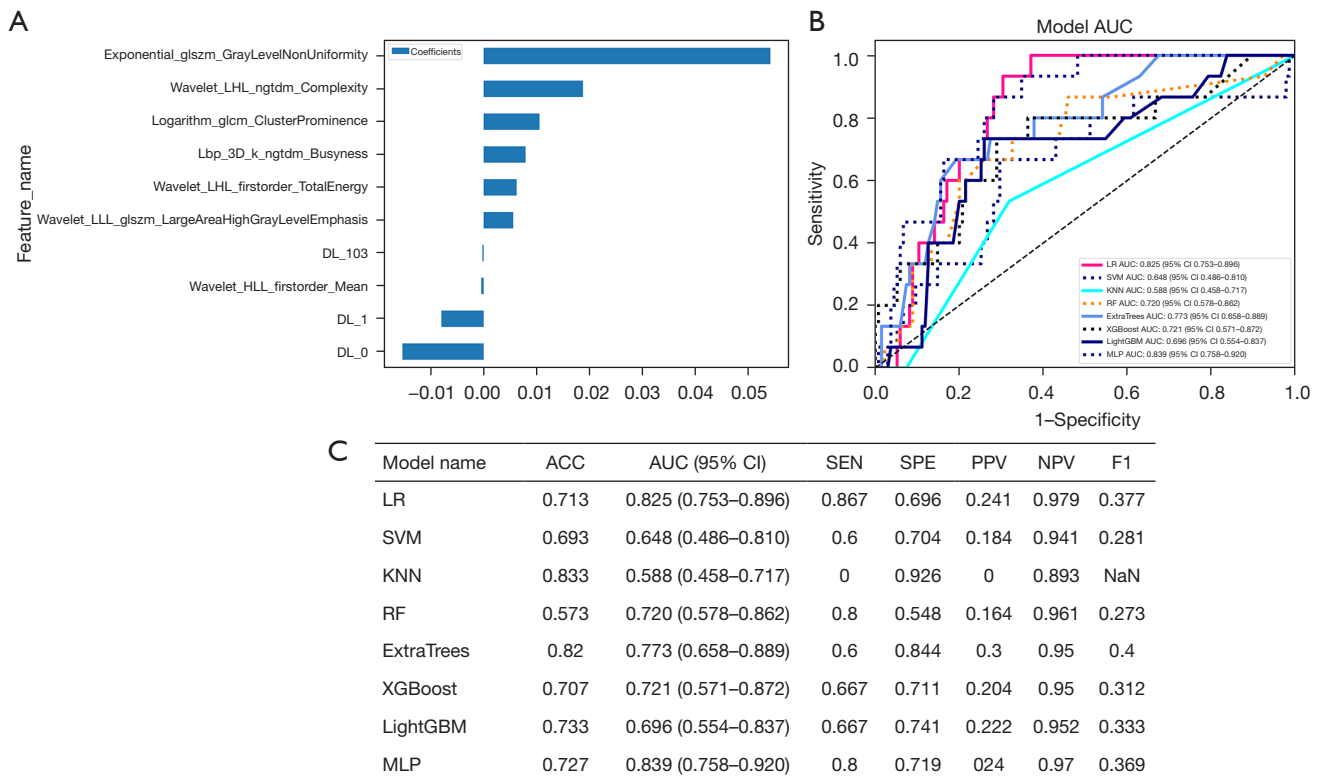 A
Coefficients
Feature_name
Exponential_glszm_GrayLevelNonUniformity
Wavelet_LHL_ngtdm_Complexity
Logarithm_glcm_ClusterProminence
Lbp_3D_k_ngtdm_Busyness
Wavelet_LHL_firstorder_TotalEnergy
Wavelet_LLL_glszm_LargeAreaHighGrayLevelEmphasis
DL_103
Wavelet_HLL_firstorder_Mean
DL_1
DL_0
−0.01 0.00 0.01 0.02 0.03 0.04 0.05
B
Model AUC
Sensitivity
1.0
0.8
0.6
0.4
0.2
0.0
LR AUC: 0.825 (95% CI 0.753–0.896)
SVM AUC: 0.648 (95% CI 0.486–0.810)
KNN AUC: 0.588 (95% CI 0.458–0.717)
RF AUC: 0.720 (95% CI 0.578–0.862)
ExtraTrees AUC: 0.773 (95% CI 0.658–0.889)
XGBoost AUC: 0.721 (95% CI 0.571–0.872)
LightGBM AUC: 0.696 (95% CI 0.554–0.837)
MLP AUC: 0.839 (95% CI 0.758–0.920)
0.0 0.2 0.4 0.6 0.8 1.0
1–Specificity
C
Model name ACC AUC (95% CI) SEN SPE PPV NPV F1
LR 0.713 0.825 (0.753–0.896) 0.867 0.696 0.241 0.979 0.377
SVM 0.693 0.648 (0.486–0.810) 0.6 0.704 0.184 0.941 0.281
KNN 0.833 0.588 (0.458–0.717) 0 0.926 0 0.893 NaN
RF 0.573 0.720 (0.578–0.862) 0.8 0.548 0.164 0.961 0.273
ExtraTrees 0.82 0.773 (0.658–0.889) 0.6 0.844 0.3 0.95 0.4
XGBoost 0.707 0.721 (0.571–0.872) 0.667 0.711 0.204 0.95 0.312
LightGBM 0.733 0.696 (0.554–0.837) 0.667 0.741 0.222 0.952 0.333
MLP 0.727 0.839 (0.758–0.920) 0.8 0.719 024 0.97 0.369